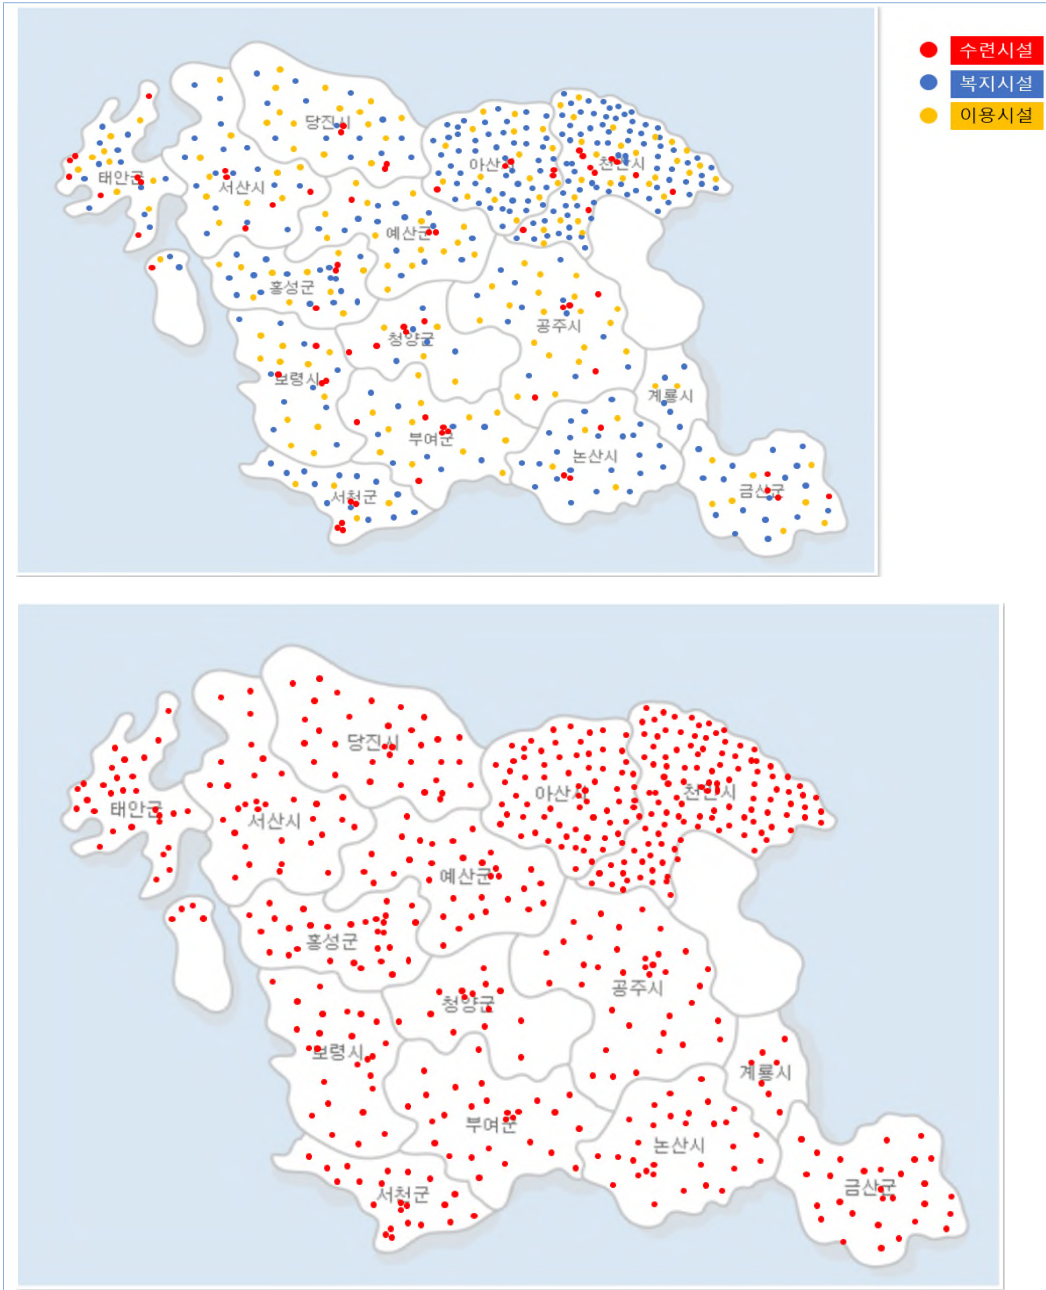 수련시설
복지시설
이용시설
당진시
아산시
천안시
태안군
서산시
예산군
홍성군
공주시
청양군
보령시
계룡시
부여군
논산시
서천군
금산군
당진시
아산시
천안시
태안군
서산시
예산군
홍성군
공주시
청양군
보령시
계룡시
부여군
논산시
서천군
금산군